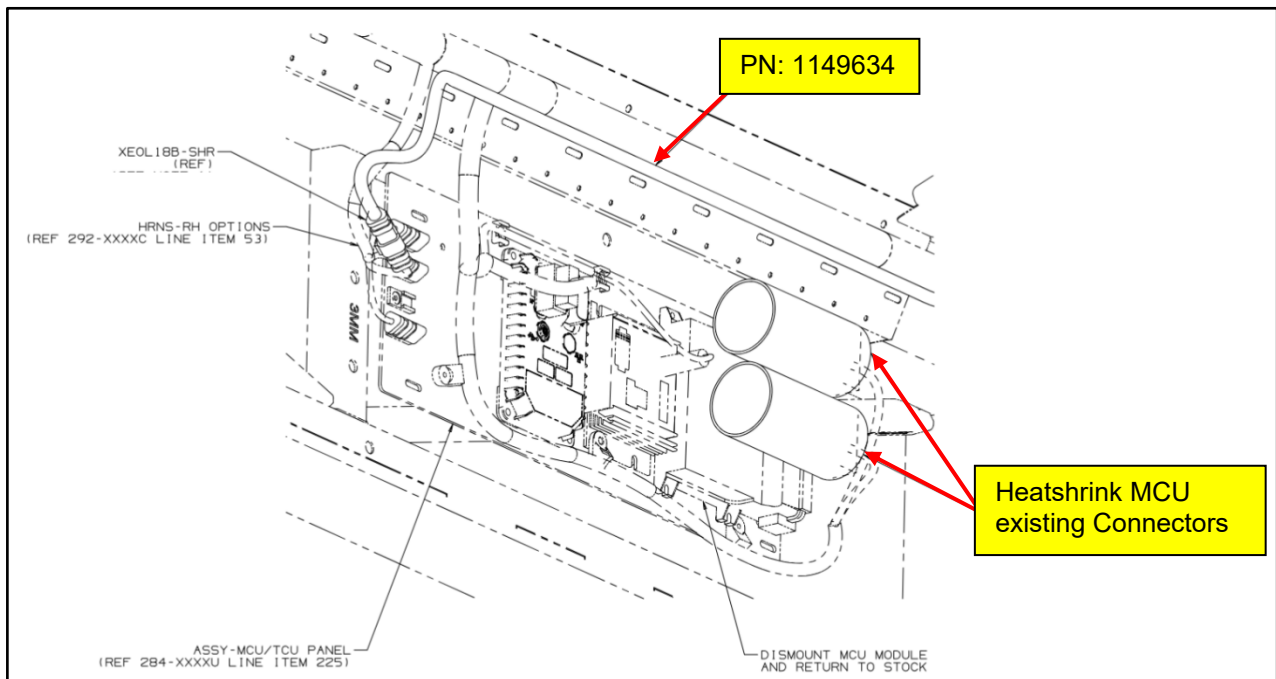 PN: 1149634
XEOL18B-SHR
(REF)
HRNS-RH OPTIONS
(REF 292-XXXXC LINE ITEM 53)
3MM
Heatshrink MCU
existing Connectors
ASSY-MCU/TCU PANEL
(REF 284-XXXXU LINE ITEM 225)
DISMOUNT MCU MODULE
AND RETURN TO STOCK